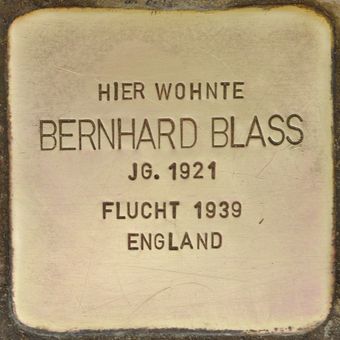 HIER WOHNTE
BERNHARD BLASS
JG. 1921
FLUCHT 1939
ENGLAND